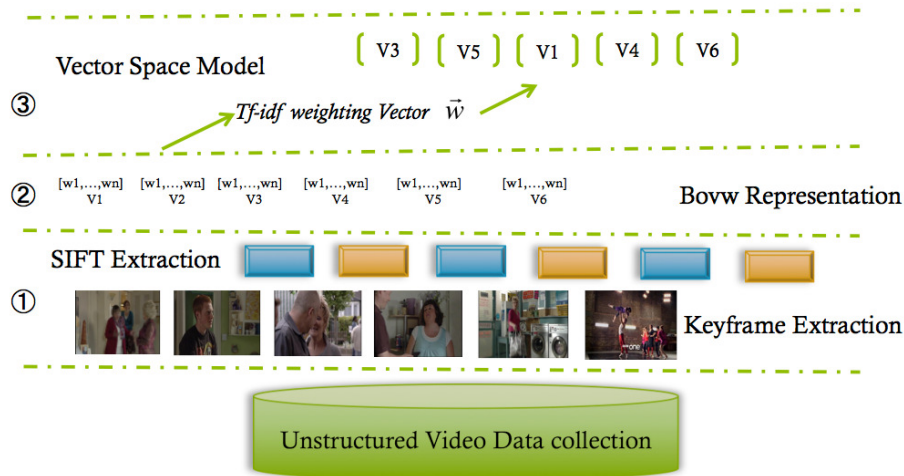 V3 V5 V1 V4 V6
Vector Space Model
③
Tf-idf weighting Vector w⃗
② [w1,...,wn] [w1,...,wn] [w1,...,wn] [w1,...,wn] [w1,...,wn] [w1,...,wn]
V1 V2 V3 V4 V5 V6
Bovw Representation
SIFT Extraction
①
one
Keyframe Extraction
Unstructured Video Data collection